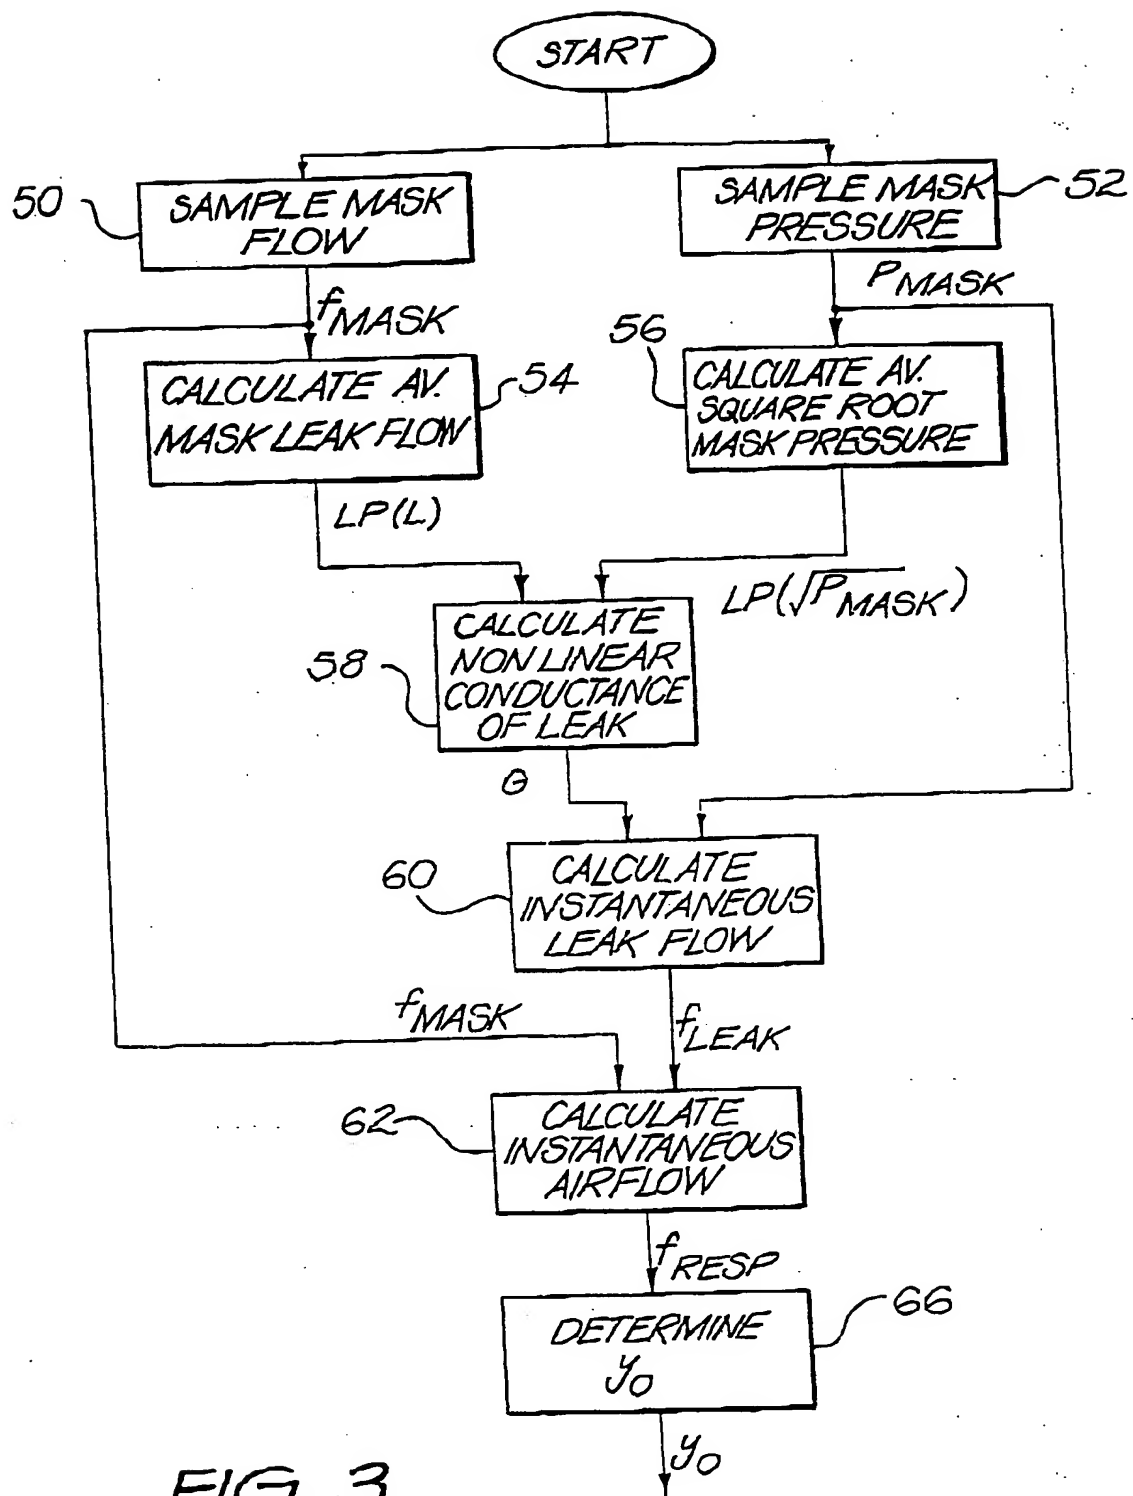 START
50
SAMPLE MASK
FLOW
SAMPLE MASK
PRESSURE
52
fMASK
PMASK
CALCULATE AV.
MASK LEAK FLOW
54
56
CALCULATE AV.
SQUARE ROOT
MASK PRESSURE
LP(L)
LP(√PMASK)
58
CALCULATE
NON LINEAR
CONDUCTANCE
OF LEAK
G
60
CALCULATE
INSTANTANEOUS
LEAK FLOW
fMASK
fLEAK
62
CALCULATE
INSTANTANEOUS
AIRFLOW
fRESP
DETERMINE
yo
66
yo
FIG. 3